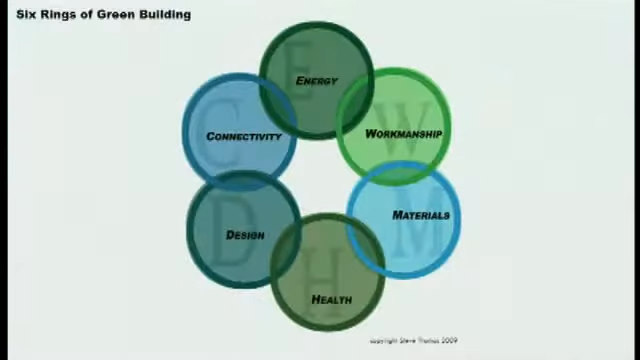 Six Rings of Green Building
E
ENERGY
C
CONNECTIVITY
W
WORKMANSHIP
D
DESIGN
M
MATERIALS
H
HEALTH
copyright Steve Thomas 2009